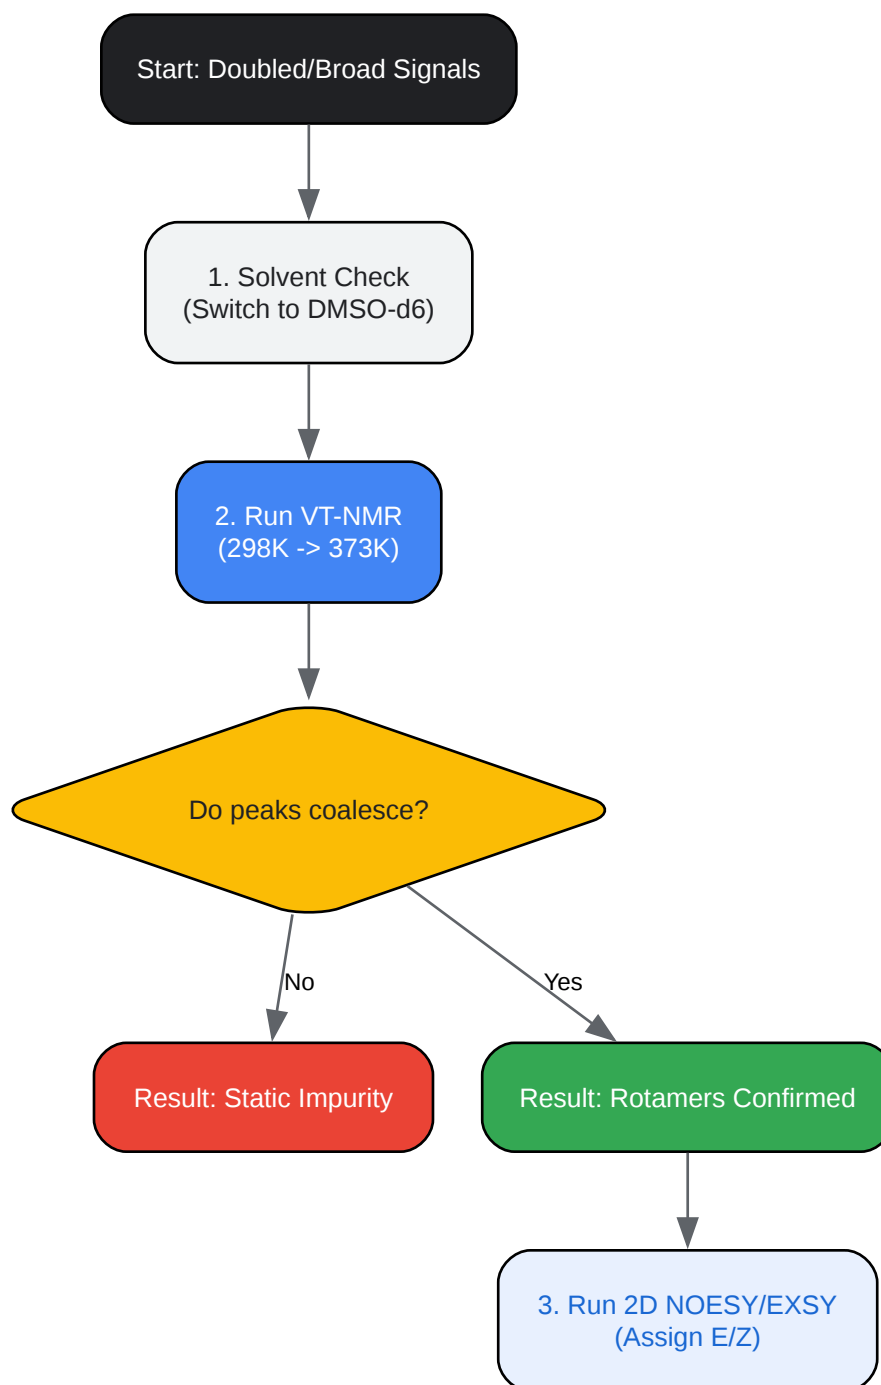 Start: Doubled/Broad Signals
1. Solvent Check
(Switch to DMSO-d6)
2. Run VT-NMR
(298K -> 373K)
Do peaks coalesce?
No
Yes
Result: Static Impurity
Result: Rotamers Confirmed
3. Run 2D NOESY/EXSY
(Assign E/Z)